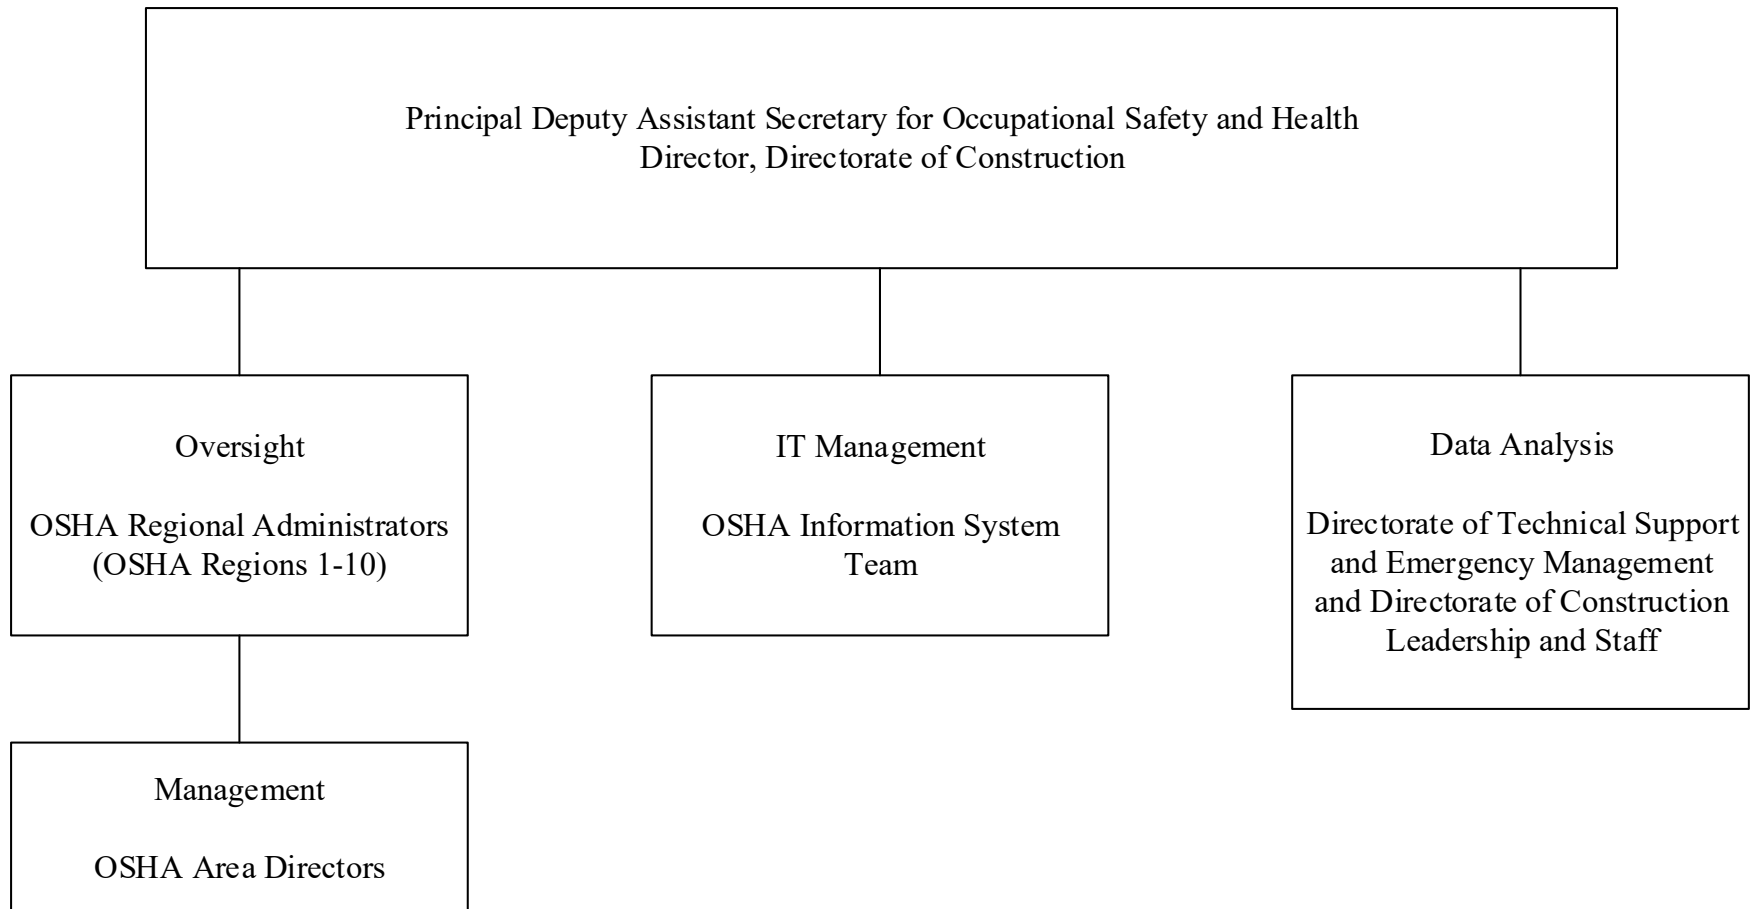 Principal Deputy Assistant Secretary for Occupational Safety and Health
Director, Directorate of Construction
Oversight
OSHA Regional Administrators
(OSHA Regions 1-10)
IT Management
OSHA Information System
Team
Data Analysis
Directorate of Technical Support
and Emergency Management
and Directorate of Construction
Leadership and Staff
Management
OSHA Area Directors